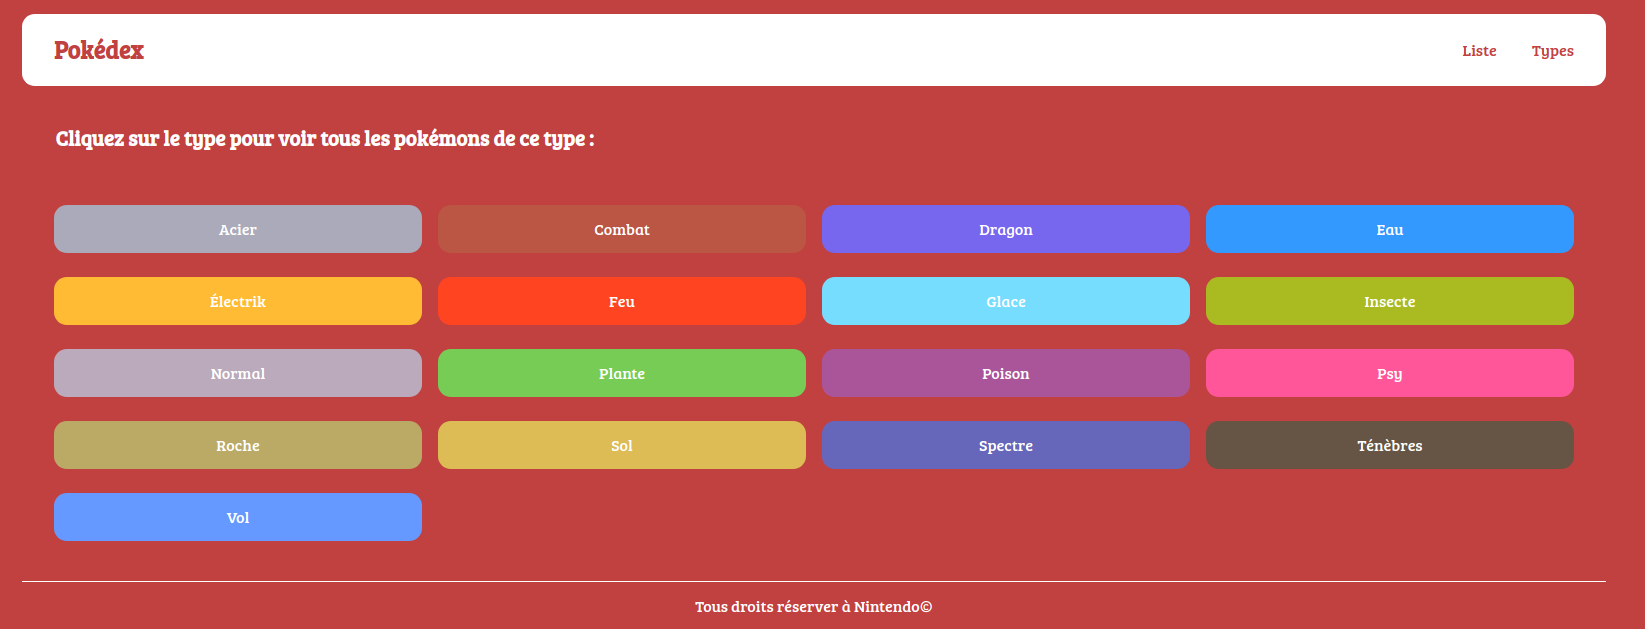 Pokédex
Liste Types
Cliquez sur le type pour voir tous les pokémons de ce type :
Acier Combat Dragon Eau
Électrik Feu Glace Insecte
Normal Plante Poison Psy
Roche Sol Spectre Ténèbres
Vol
Tous droits réserver à Nintendo©